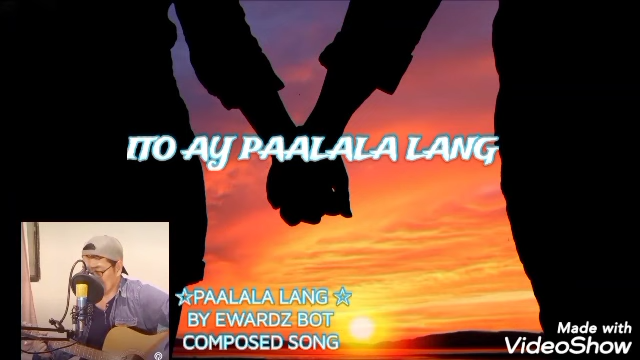 ITO AY PAALALA LANG
☆PAALALA LANG ☆
BY EWARDZ BOT
COMPOSED SONG
Made with
VideoShow